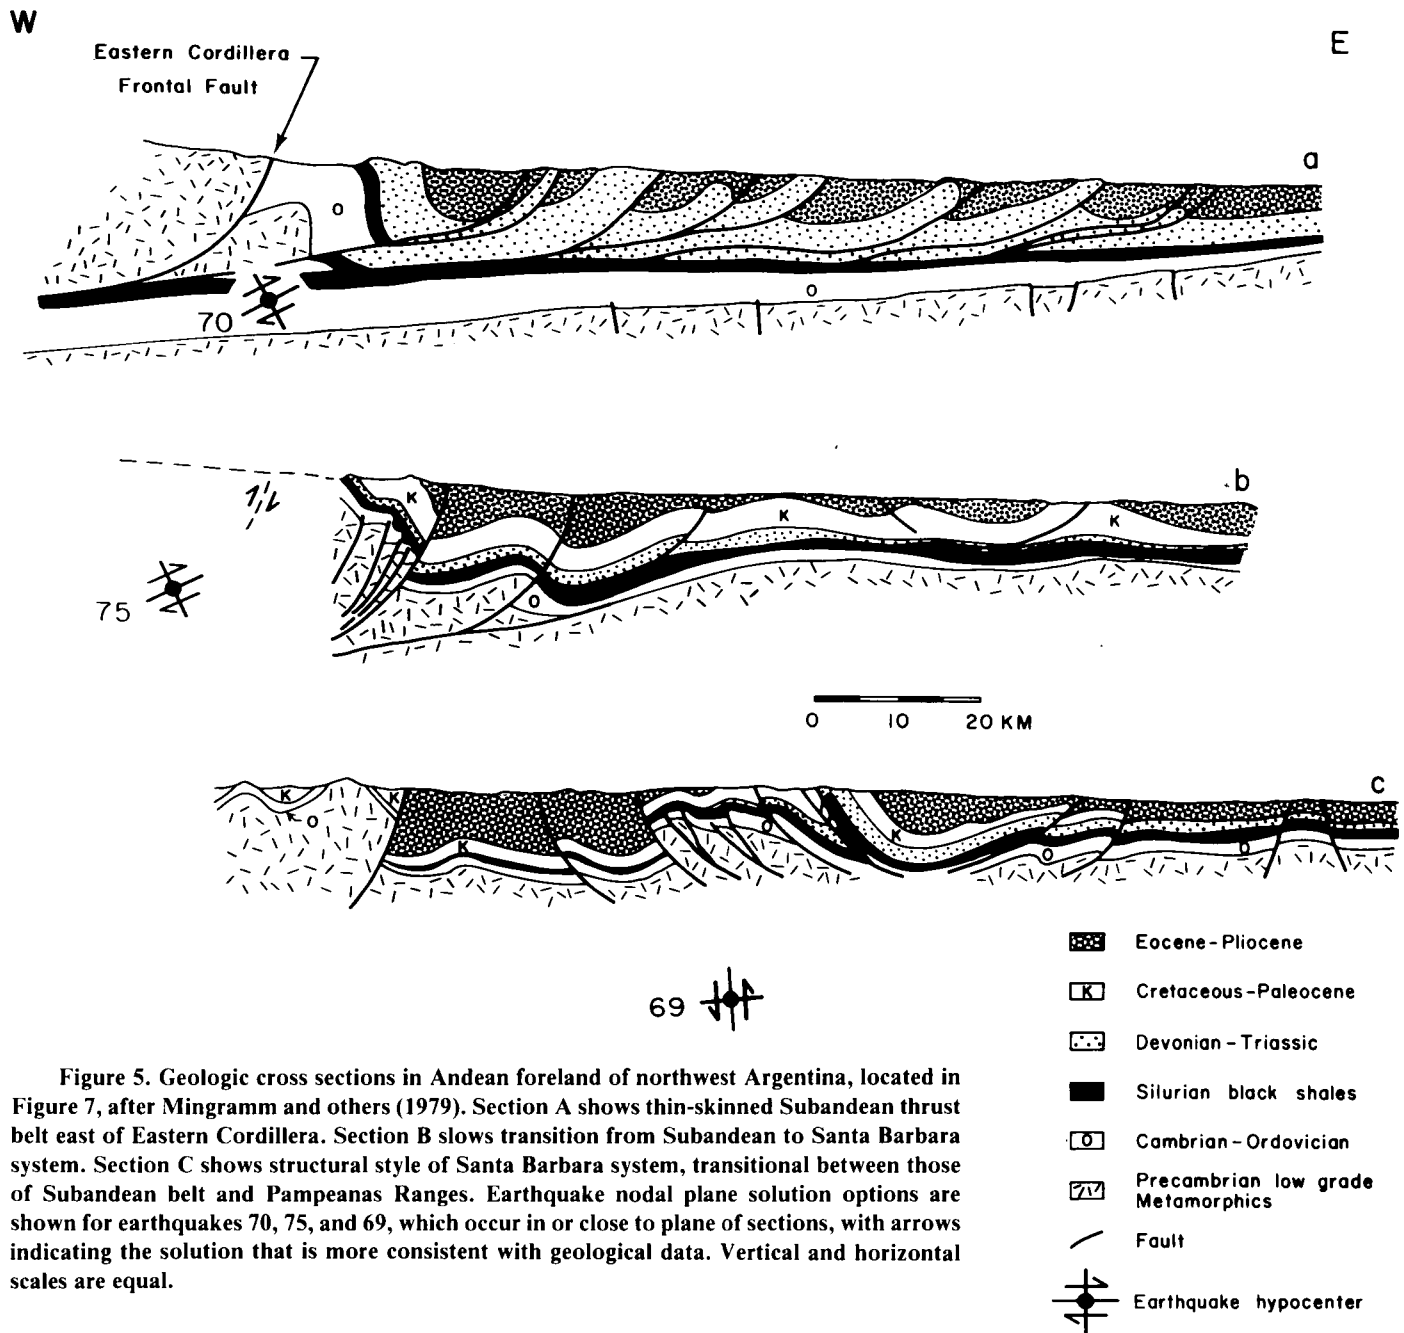 W
E
Eastern Cordillera
Frontal Fault
a
O
70
O
b
K
K
K
75
O
0 10 20 KM
c
K
K
O
K
O
K
O
O
O
69
Eocene-Pliocene
K Cretaceous-Paleocene
Devonian-Triassic
Silurian black shales
O Cambrian-Ordovician
Precambrian low grade
Metamorphics
Fault
Earthquake hypocenter
Figure 5. Geologic cross sections in Andean foreland of northwest Argentina, located in
Figure 7, after Mingramm and others (1979). Section A shows thin-skinned Subandean thrust
belt east of Eastern Cordillera. Section B slows transition from Subandean to Santa Barbara
system. Section C shows structural style of Santa Barbara system, transitional between those
of Subandean belt and Pampeanas Ranges. Earthquake nodal plane solution options are
shown for earthquakes 70, 75, and 69, which occur in or close to plane of sections, with arrows
indicating the solution that is more consistent with geological data. Vertical and horizontal
scales are equal.